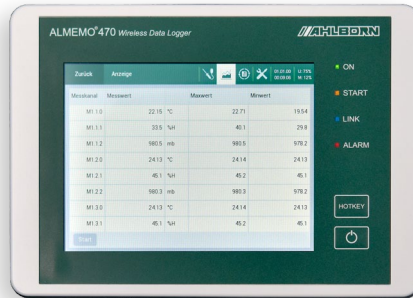 ALMEMO®470 Wireless Data Logger
AHLBORN
Zurück Anzeige 01.01.00 U: 75%
M: 12%
Messkanal Messwert Maxwert Minwert
M1.1.0 22.15 °C 22.71 19.54
M1.1.1 33.5 %H 40.1 29.8
M1.1.2 980.5 mb 980.5 978.2
M1.2.0 24.13 °C 24.14 24.13
M1.2.1 45.1 %H 45.2 45.1
M1.2.2 980.3 mb 980.3 978.2
M1.3.0 24.13 °C 24.14 24.13
M1.3.1 45.1 %H 45.2 45.1
Start
ON
START
LINK
ALARM
HOTKEY